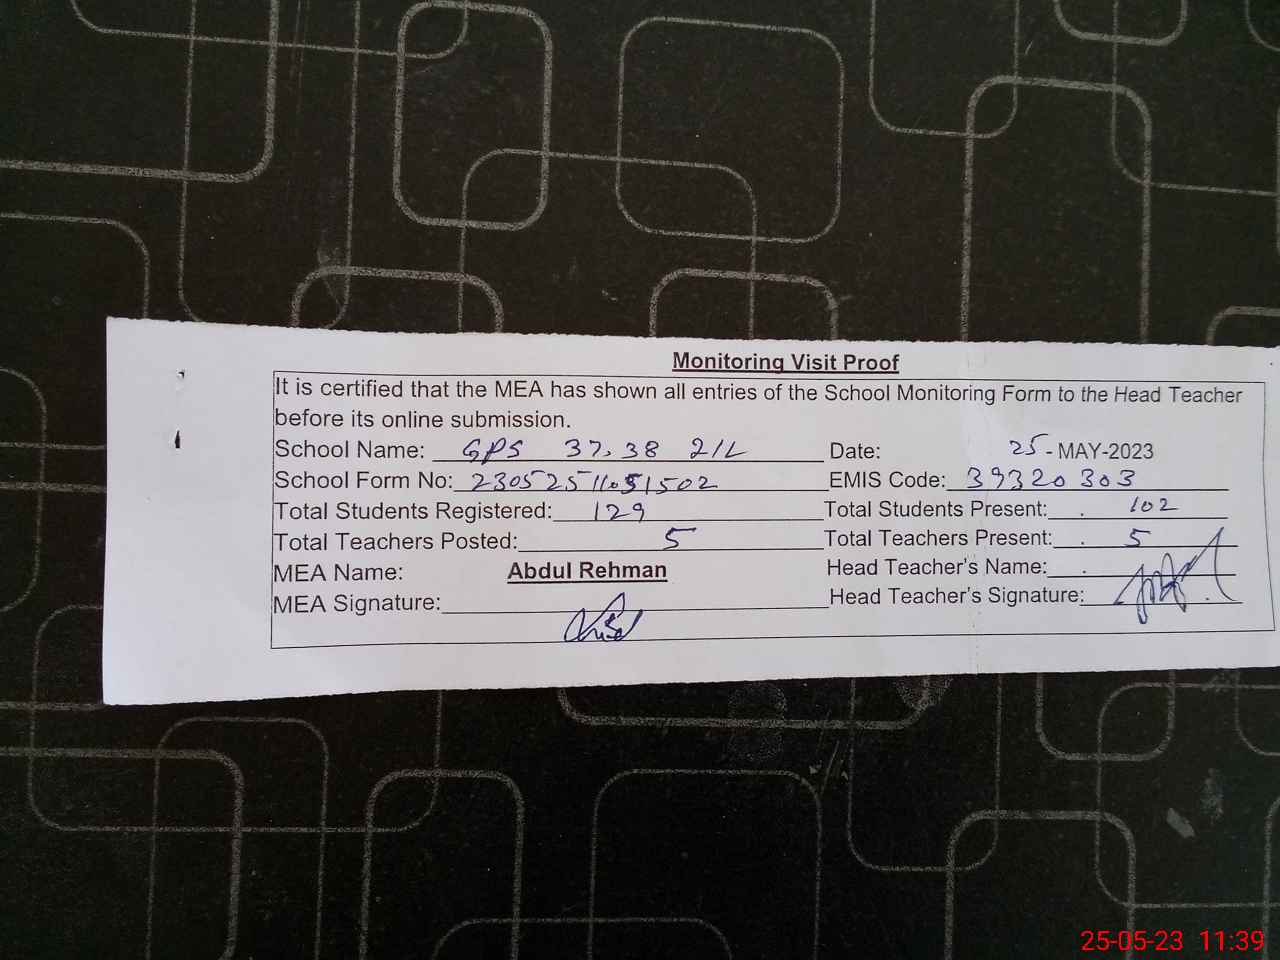 Monitoring Visit Proof
It is certified that the MEA has shown all entries of the School Monitoring Form to the Head Teacher
before its online submission.
School Name: GPS 37,38 2/L Date: 25-MAY-2023
School Form No: EMIS Code: 39320303
Total Students Registered: 129 Total Students Present: 102
Total Teachers Posted: 5 Total Teachers Present: 5
MEA Name: Abdul Rehman Head Teacher's Name:
MEA Signature: Head Teacher's Signature:
25-05-23 11:39